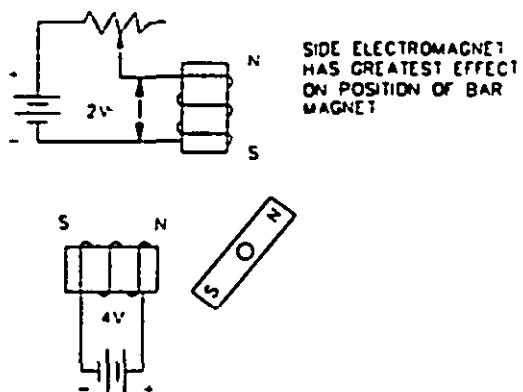 N
SIDE ELECTROMAGNET
HAS GREATEST EFFECT
ON POSITION OF BAR
MAGNET
+
2V
-
S
S N
N
S
4V
- +